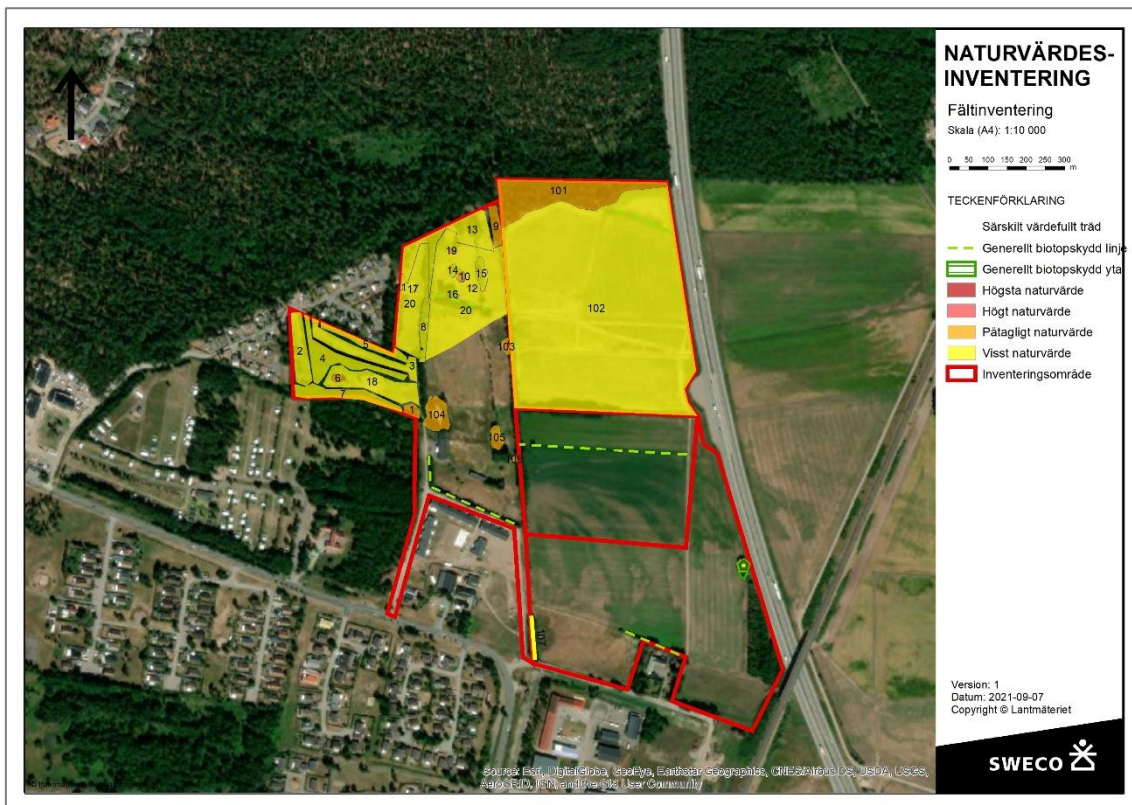 NATURVÄRDES-
INVENTERING
Fältinventering
Skala (A4): 1:10 000
0 50 100 150 200 250 300
m
TECKENFÖRKLARING
Särskilt värdefullt träd
Generellt biotopskydd linje
Generellt biotopskydd yta
Högsta naturvärde
Högt naturvärde
Påtagligt naturvärde
Visst naturvärde
Inventeringsområde
101
9
13
19
14
10
15
17
12
16
20
20
102
8
103
5
2
4
3
6
18
7
1
104
105
107
Version: 1
Datum: 2021-09-07
Copyright © Lantmäteriet
SWECO
Source: Esri, DigitalGlobe, GeoEye, Earthstar Geographics, CNES/Airbus DS, USDA, USGS,
AeroGRID, IGN, and the GIS User Community